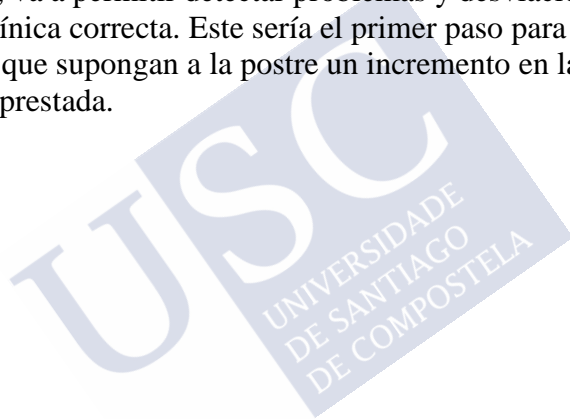 , va a permitir detectar problemas y desviacio
ínica correcta. Este sería el primer paso para
que supongan a la postre un incremento en la
prestada.
USC
UNIVERSIDADE
DE SANTIAGO
DE COMPOSTELA